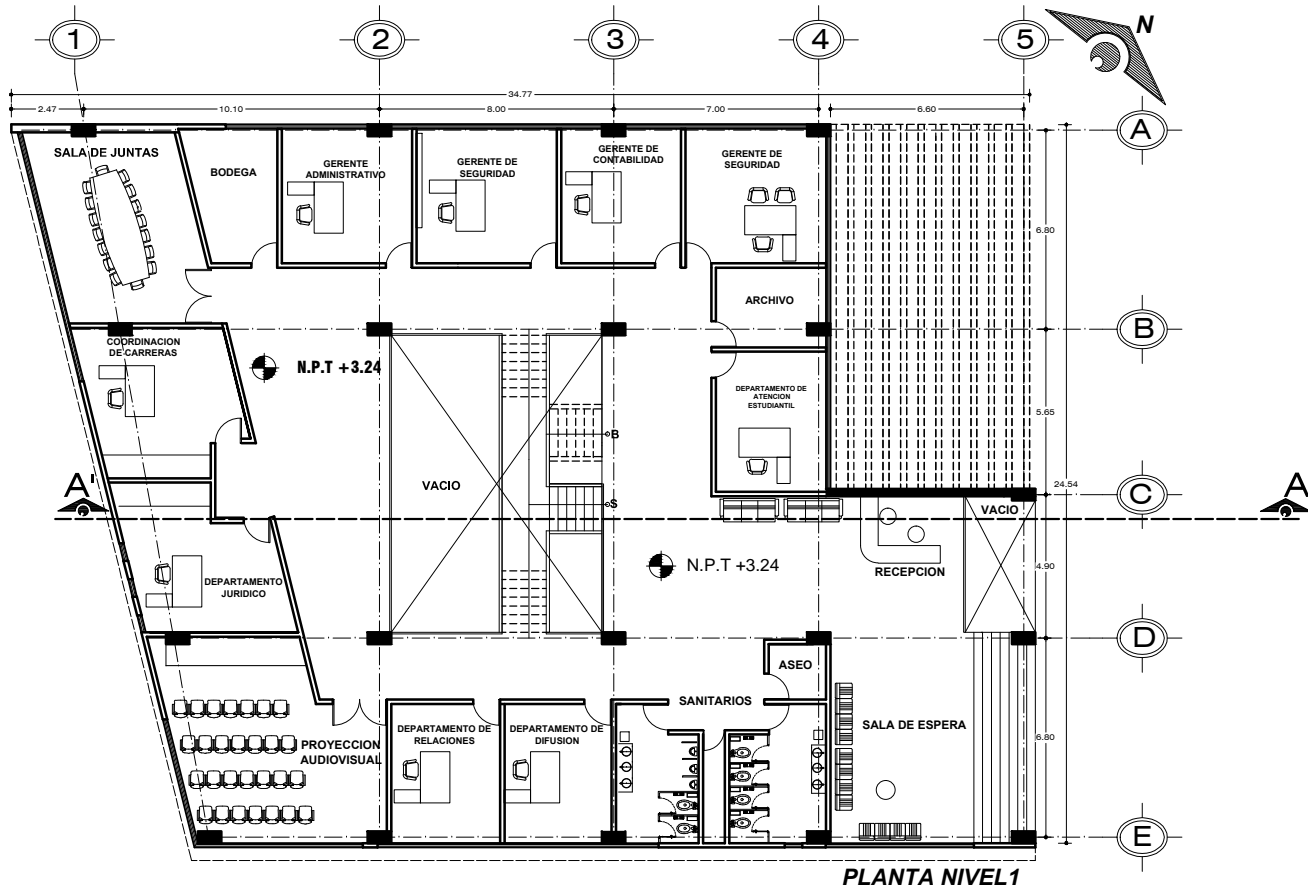 1
2
3
4
5
N
34.77
2.47
10.10
8.00
7.00
6.60
A
SALA DE JUNTAS
BODEGA
GERENTE
ADMINISTRATIVO
GERENTE DE
SEGURIDAD
GERENTE DE
CONTABILIDAD
GERENTE DE
SEGURIDAD
6.80
ARCHIVO
B
COORDINACION
DE CARRERAS
N.P.T +3.24
DEPARTAMENTO DE
ATENCION
ESTUDIANTIL
5.65
B
VACIO
24.54
A'
S
C
A
VACIO
N.P.T +3.24
RECEPCION
4.90
DEPARTAMENTO
JURIDICO
D
ASEO
SANITARIOS
SALA DE ESPERA
PROYECCION
AUDIOVISUAL
DEPARTAMENTO DE
RELACIONES
DEPARTAMENTO DE
DIFUSION
6.80
E
PLANTA NIVEL1